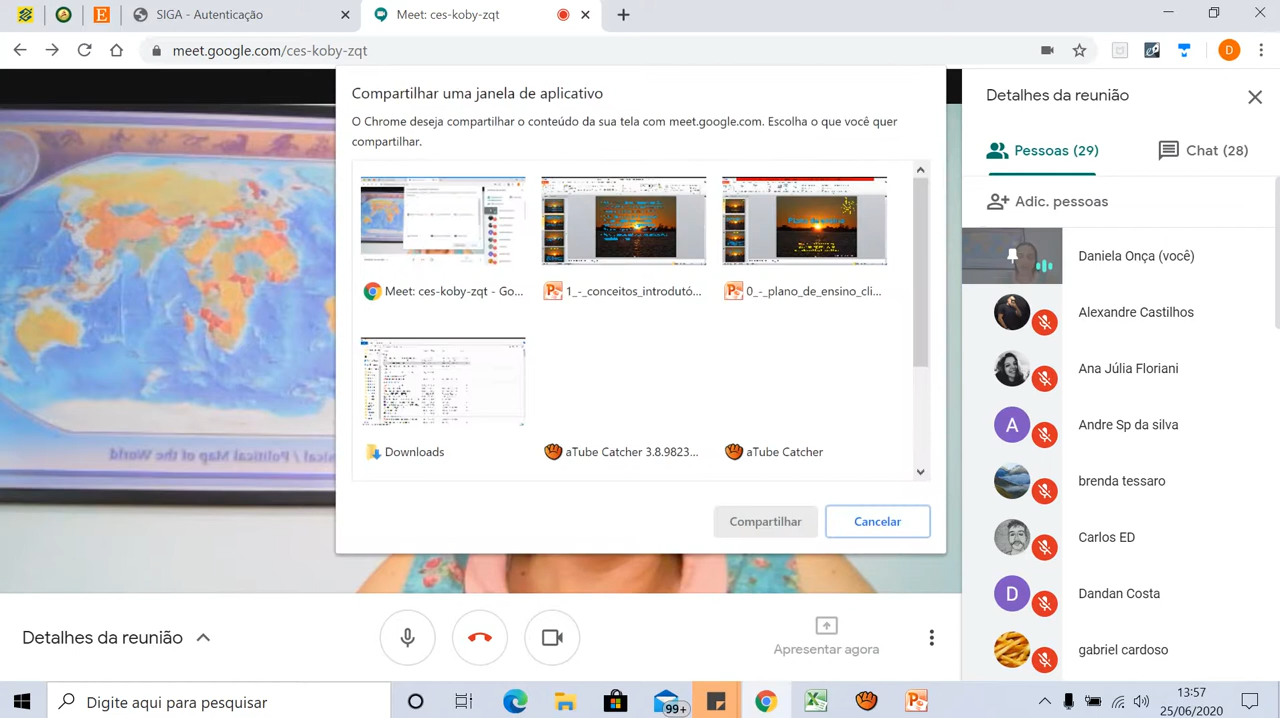 SIGA - Autenticação
Meet: ces-koby-zqt
meet.google.com/ces-koby-zqt
D
Compartilhar uma janela de aplicativo
O Chrome deseja compartilhar o conteúdo da sua tela com meet.google.com. Escolha o que você quer
compartilhar.
Meet: ces-koby-zqt - Go...
1_-_conceitos_introdutó...
0_-_plano_de_ensino_cli...
Downloads
aTube Catcher 3.8.9823...
aTube Catcher
Compartilhar
Cancelar
Detalhes da reunião
Pessoas (29)
Chat (28)
Adic. pessoas
Daniela Onça (você)
Alexandre Castilhos
Ana Júlia Floriani
A
Andre Sp da silva
brenda tessaro
Carlos ED
D
Dandan Costa
gabriel cardoso
Detalhes da reunião
Apresentar agora
Digite aqui para pesquisar
99+
13:57
25/06/2020